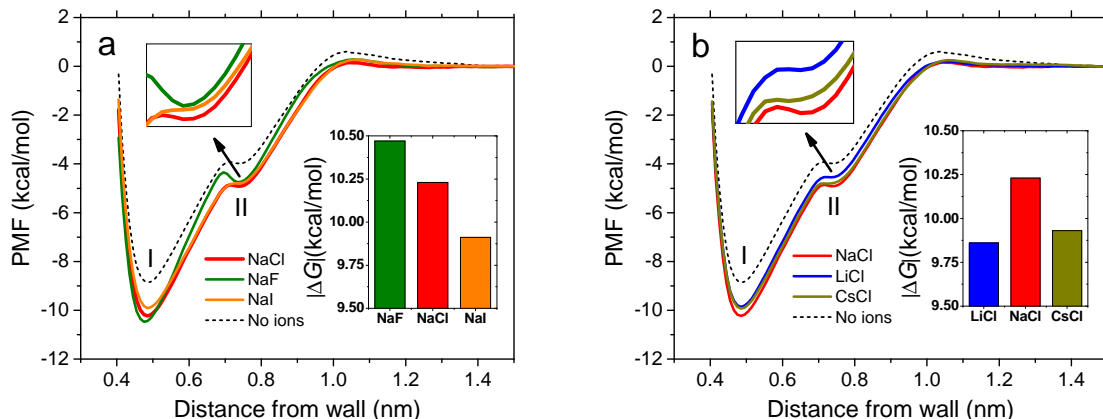 a
2
0
-2
-4
-6
-8
-10
-12
0.4 0.6 0.8 1.0 1.2 1.4
PMF (kcal/mol)
Distance from wall (nm)
I
II
NaCl
NaF
NaI
No ions
10.50
10.25
10.00
9.75
9.50
|ΔG|(kcal/mol)
NaF NaCl NaI
b
2
0
-2
-4
-6
-8
-10
-12
0.4 0.6 0.8 1.0 1.2 1.4
PMF (kcal/mol)
Distance from wall (nm)
I
II
NaCl
LiCl
CsCl
No ions
10.50
10.25
10.00
9.75
9.50
|ΔG|(kcal/mol)
LiCl NaCl CsCl